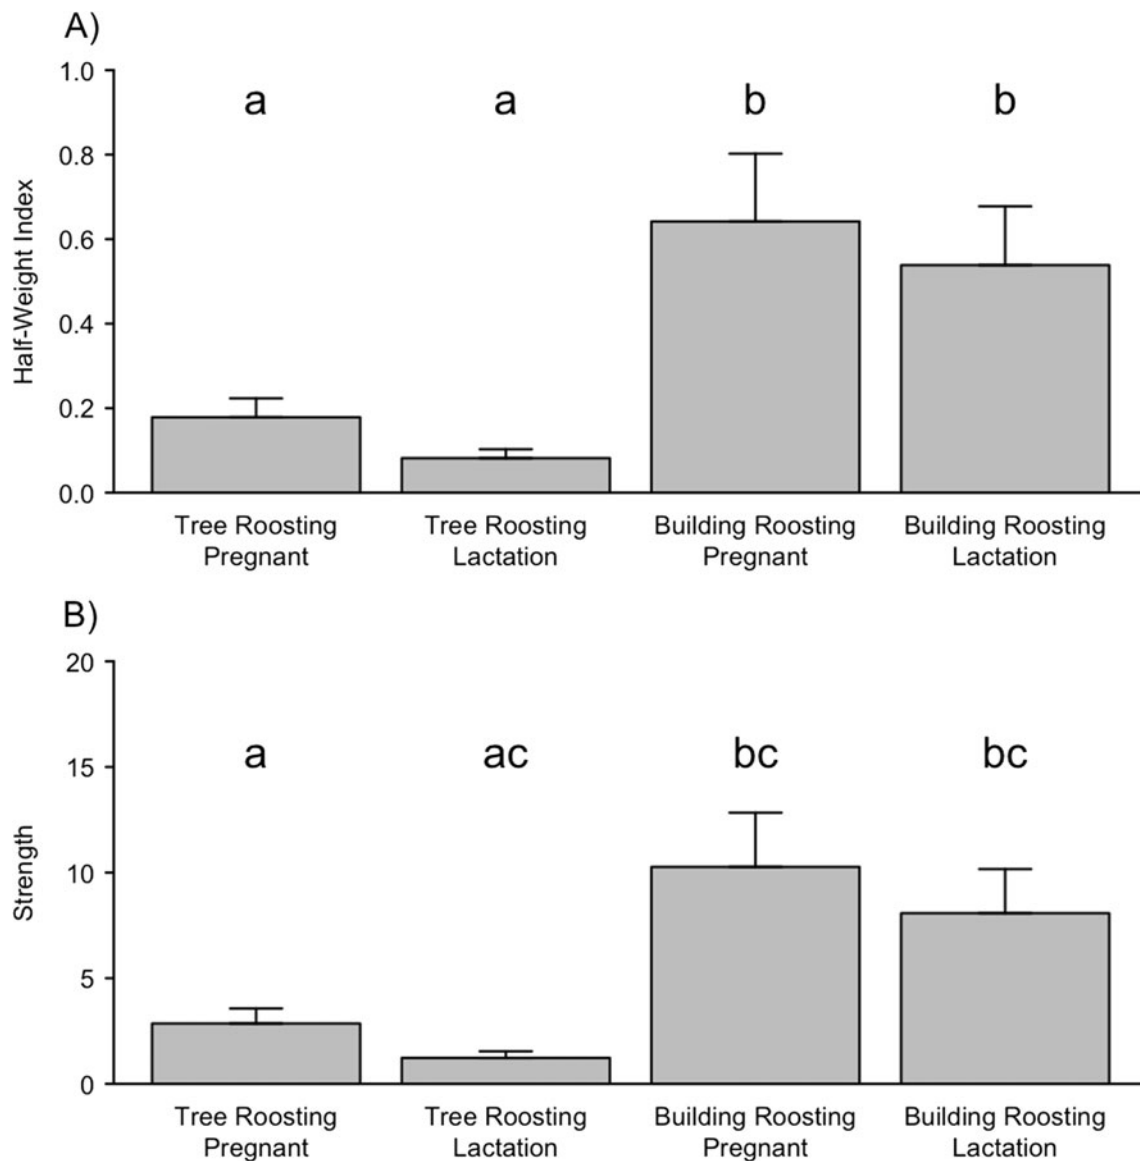 A)
1.0
0.8
0.6
0.4
0.2
0.0
Half-Weight Index
a a b b
Tree Roosting Tree Roosting Building Roosting Building Roosting
Pregnant Lactation Pregnant Lactation
B)
20
15
10
5
0
Strength
a ac bc bc
Tree Roosting Tree Roosting Building Roosting Building Roosting
Pregnant Lactation Pregnant Lactation